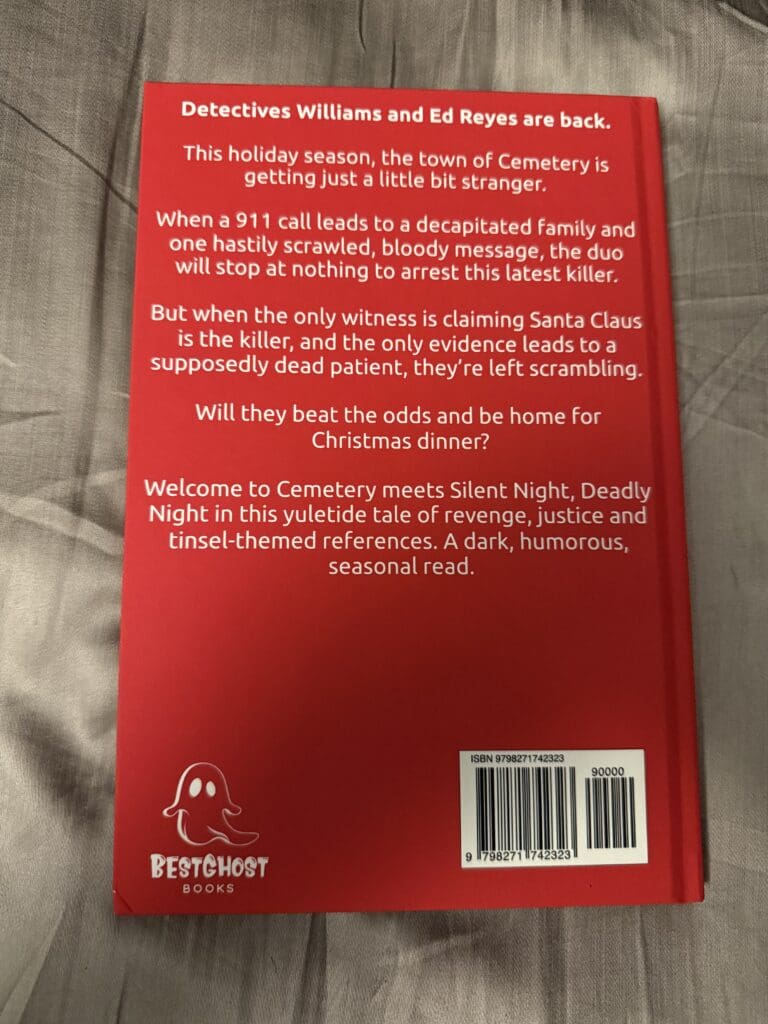 Detectives Williams and Ed Reyes are back.
This holiday season, the town of Cemetery is
getting just a little bit stranger.
When a 911 call leads to a decapitated family and
one hastily scrawled, bloody message, the duo
will stop at nothing to arrest this latest killer.
But when the only witness is claiming Santa Claus
is the killer, and the only evidence leads to a
supposedly dead patient, they’re left scrambling.
Will they beat the odds and be home for
Christmas dinner?
Welcome to Cemetery meets Silent Night, Deadly
Night in this yuletide tale of revenge, justice and
tinsel-themed references. A dark, humorous,
seasonal read.
BESTGHOST
BOOKS
ISBN 9798271742323
90000
9 798271 742323